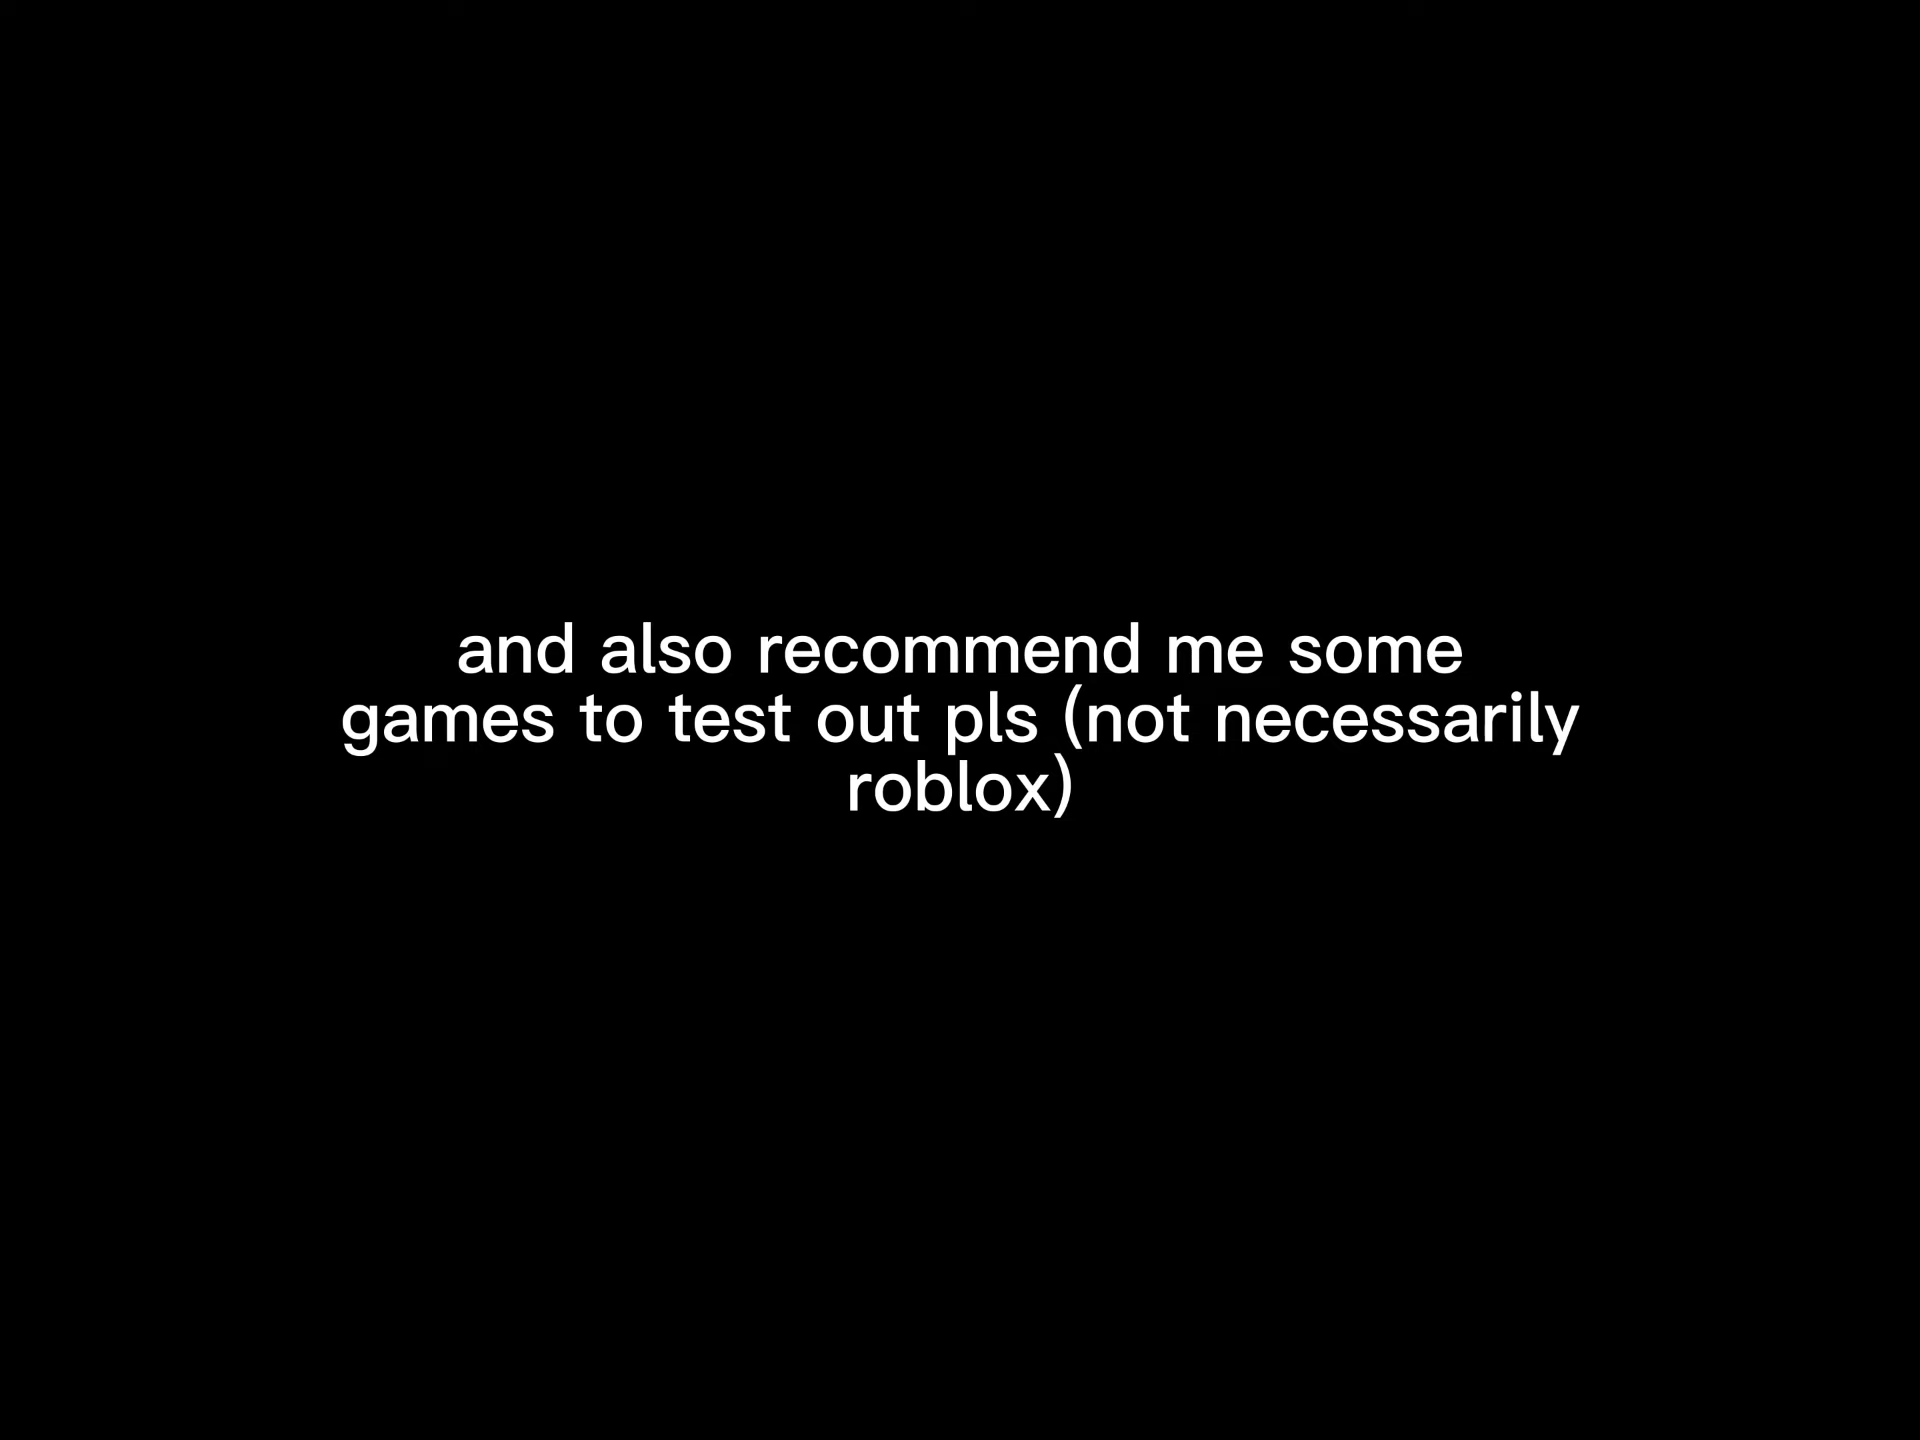 and also recommend me some
games to test out pls (not necessarily
roblox)